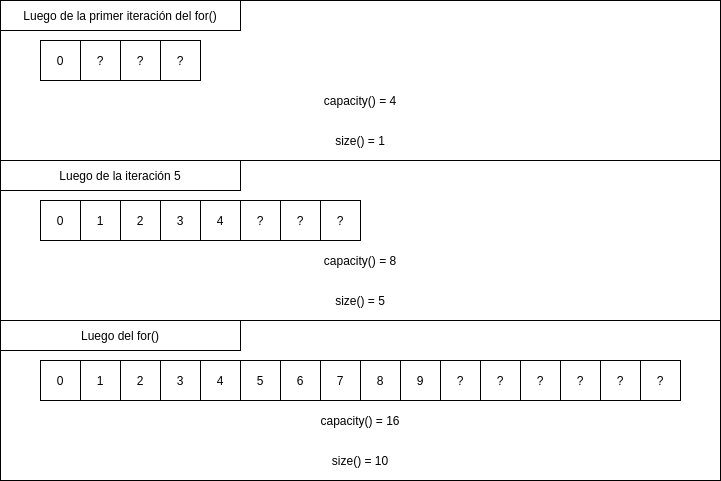 Luego de la primer iteración del for()
0 ? ? ?
capacity() = 4
size() = 1
Luego de la iteración 5
0 1 2 3 4 ? ? ?
capacity() = 8
size() = 5
Luego del for()
0 1 2 3 4 5 6 7 8 9 ? ? ? ? ? ?
capacity() = 16
size() = 10